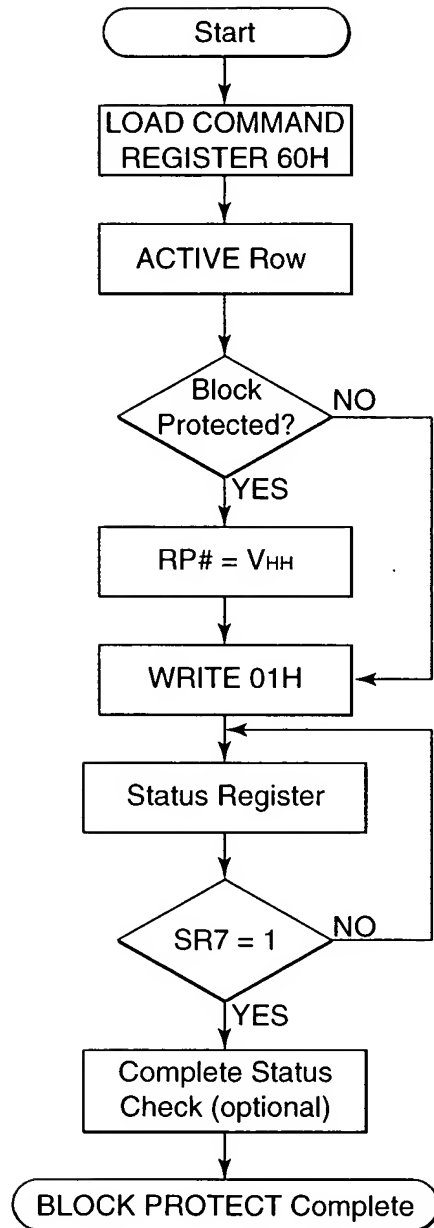 Start
LOAD COMMAND
REGISTER 60H
ACTIVE Row
Block
Protected?
NO
YES
RP# = VHH
WRITE 01H
Status Register
SR7 = 1
NO
YES
Complete Status
Check (optional)
BLOCK PROTECT Complete